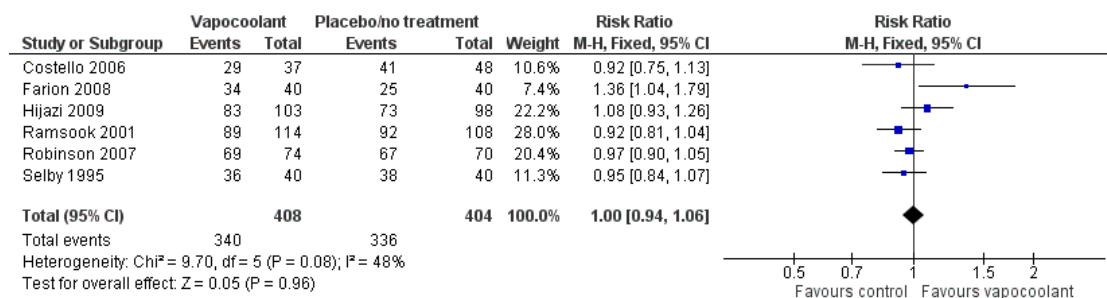 Vapocoolant Placebo/no treatment Risk Ratio Risk Ratio
Study or Subgroup Events Total Events Total Weight M-H, Fixed, 95% CI M-H, Fixed, 95% CI
Costello 2006 29 37 41 48 10.6% 0.92 [0.75, 1.13]
Farion 2008 34 40 25 40 7.4% 1.36 [1.04, 1.79]
Hijazi 2009 83 103 73 98 22.2% 1.08 [0.93, 1.26]
Ramsook 2001 89 114 92 108 28.0% 0.92 [0.81, 1.04]
Robinson 2007 69 74 67 70 20.4% 0.97 [0.90, 1.05]
Selby 1995 36 40 38 40 11.3% 0.95 [0.84, 1.07]
Total (95% CI) 408 404 100.0% 1.00 [0.94, 1.06]
Total events 340 336
Heterogeneity: Chi² = 9.70, df = 5 (P = 0.08); I² = 48%
Test for overall effect: Z = 0.05 (P = 0.96)
0.5 0.7 1 1.5 2
Favours control Favours vapocoolant